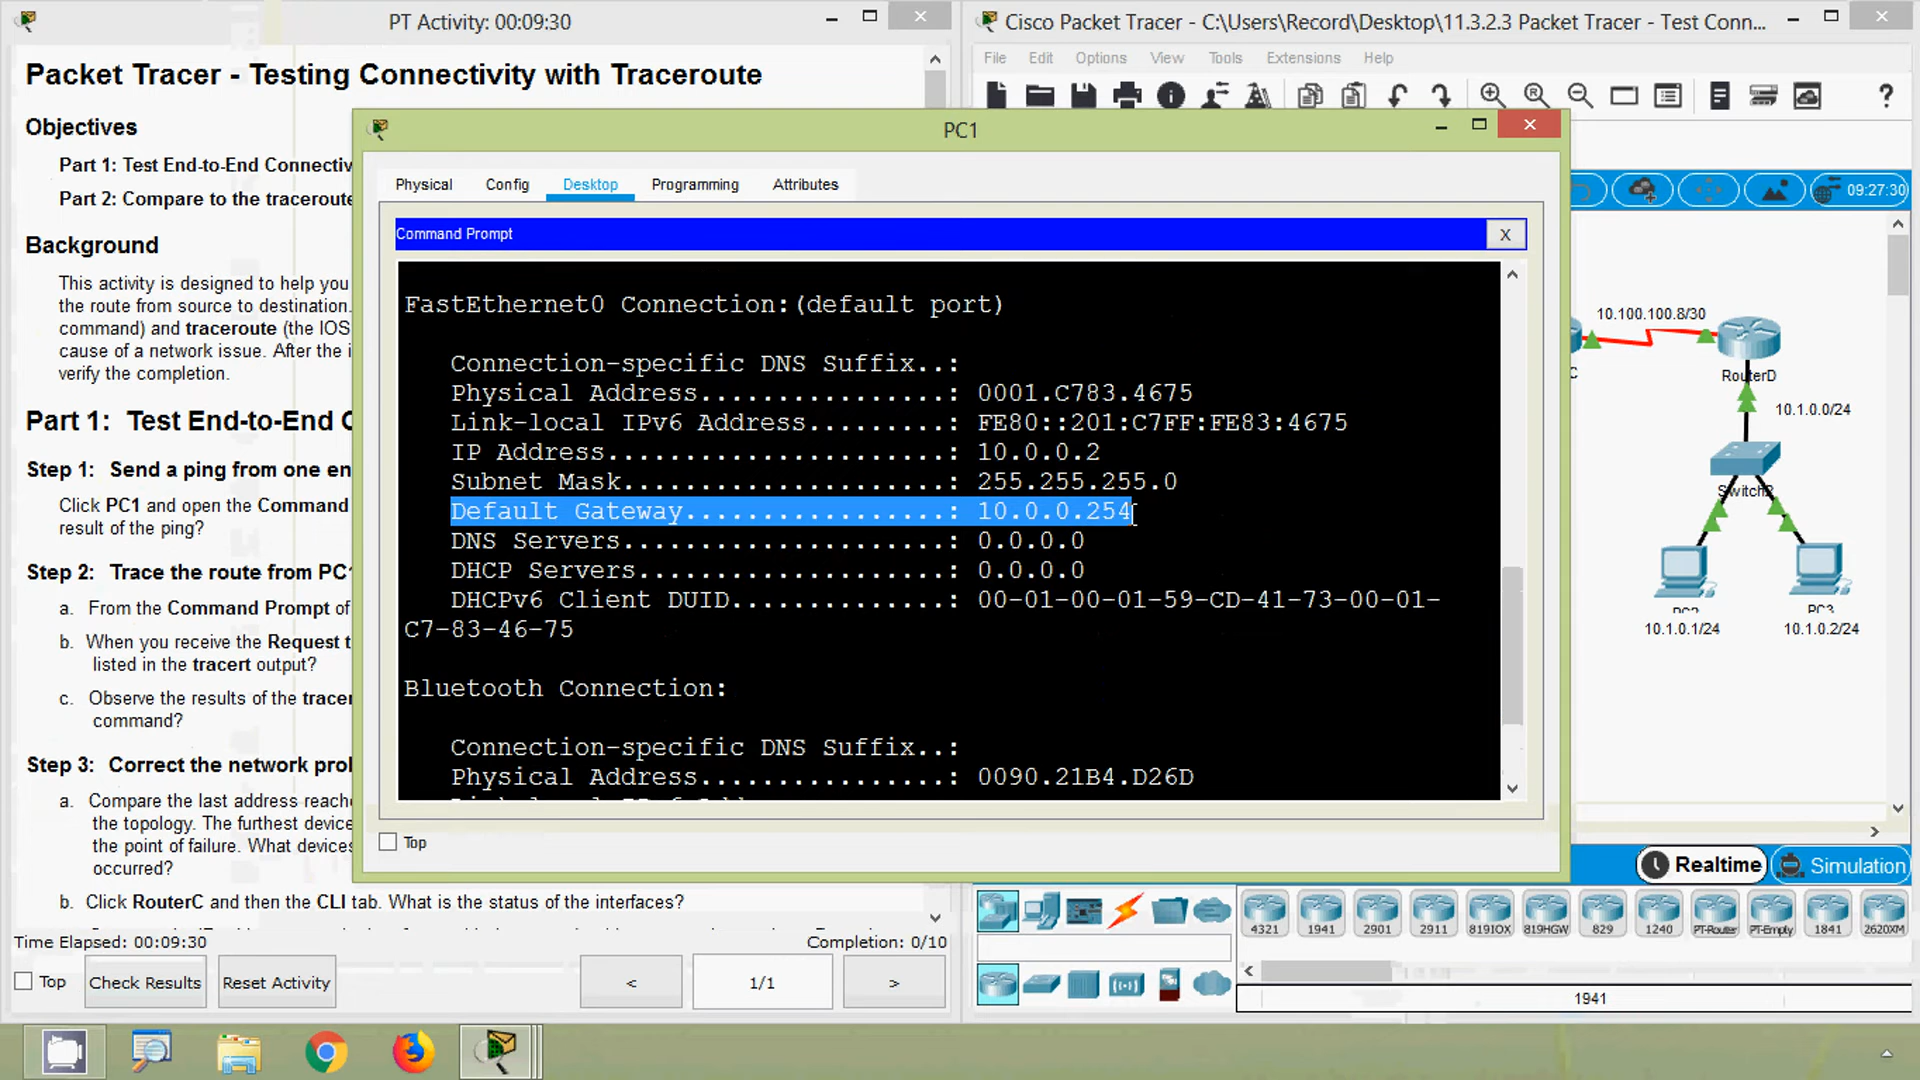 PT Activity: 00:09:30
Packet Tracer - Testing Connectivity with Traceroute
Objectives
Part 1: Test End-to-End Connectiv
Part 2: Compare to the traceroute
Background
This activity is designed to help you
the route from source to destination.
command) and traceroute (the IOS
cause of a network issue. After the i
verify the completion.
Part 1: Test End-to-End C
Step 1: Send a ping from one en
Click PC1 and open the Command
result of the ping?
Step 2: Trace the route from PC1
a. From the Command Prompt of
b. When you receive the Request t
listed in the tracert output?
c. Observe the results of the tracer
command?
Step 3: Correct the network prol
a. Compare the last address reache
the topology. The furthest device
the point of failure. What devices
occurred?
b. Click RouterC and then the CLI tab. What is the status of the interfaces?
Time Elapsed: 00:09:30
Completion: 0/10
Top
Check Results
Reset Activity
<
1/1
>
Cisco Packet Tracer - C:\Users\Record\Desktop\11.3.2.3 Packet Tracer - Test Conn...
File Edit Options View Tools Extensions Help
PC1
Physical Config Desktop Programming Attributes
Command Prompt
X
FastEthernet0 Connection:(default port)
Connection-specific DNS Suffix..:
Physical Address................: 0001.C783.4675
Link-local IPv6 Address.........: FE80::201:C7FF:FE83:4675
IP Address......................: 10.0.0.2
Subnet Mask.....................: 255.255.255.0
Default Gateway.................: 10.0.0.254
DNS Servers.....................: 0.0.0.0
DHCP Servers....................: 0.0.0.0
DHCPv6 Client DUID..............: 00-01-00-01-59-CD-41-73-00-01-
C7-83-46-75
Bluetooth Connection:
Connection-specific DNS Suffix..:
Physical Address................: 0090.21B4.D26D
Top
09:27:30
10.100.100.8/30
C
RouterD
10.1.0.0/24
Switch2
PC2
PC3
10.1.0.1/24
10.1.0.2/24
Realtime
Simulation
4321 1941 2901 2911 819IOX 819HGW 829 1240 PT-Router PT-Empty 1841 2620XM
1941